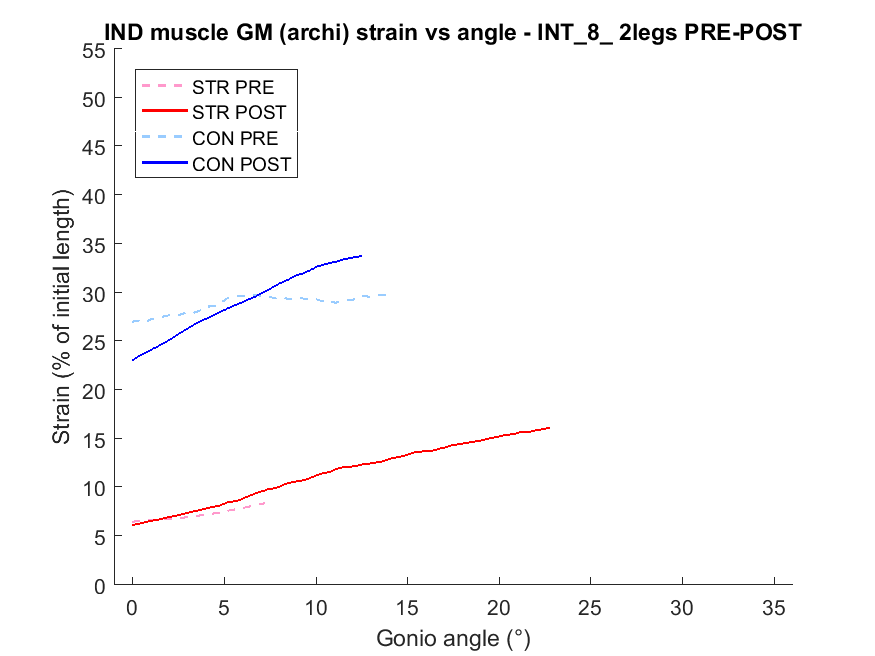 IND muscle GM (archi) strain vs angle - INT_8_ 2legs PRE-POST
55
50
45
40
35
30
25
20
15
10
5
0
STR PRE
STR POST
CON PRE
CON POST
Strain (% of initial length)
0 5 10 15 20 25 30 35
Gonio angle (°)